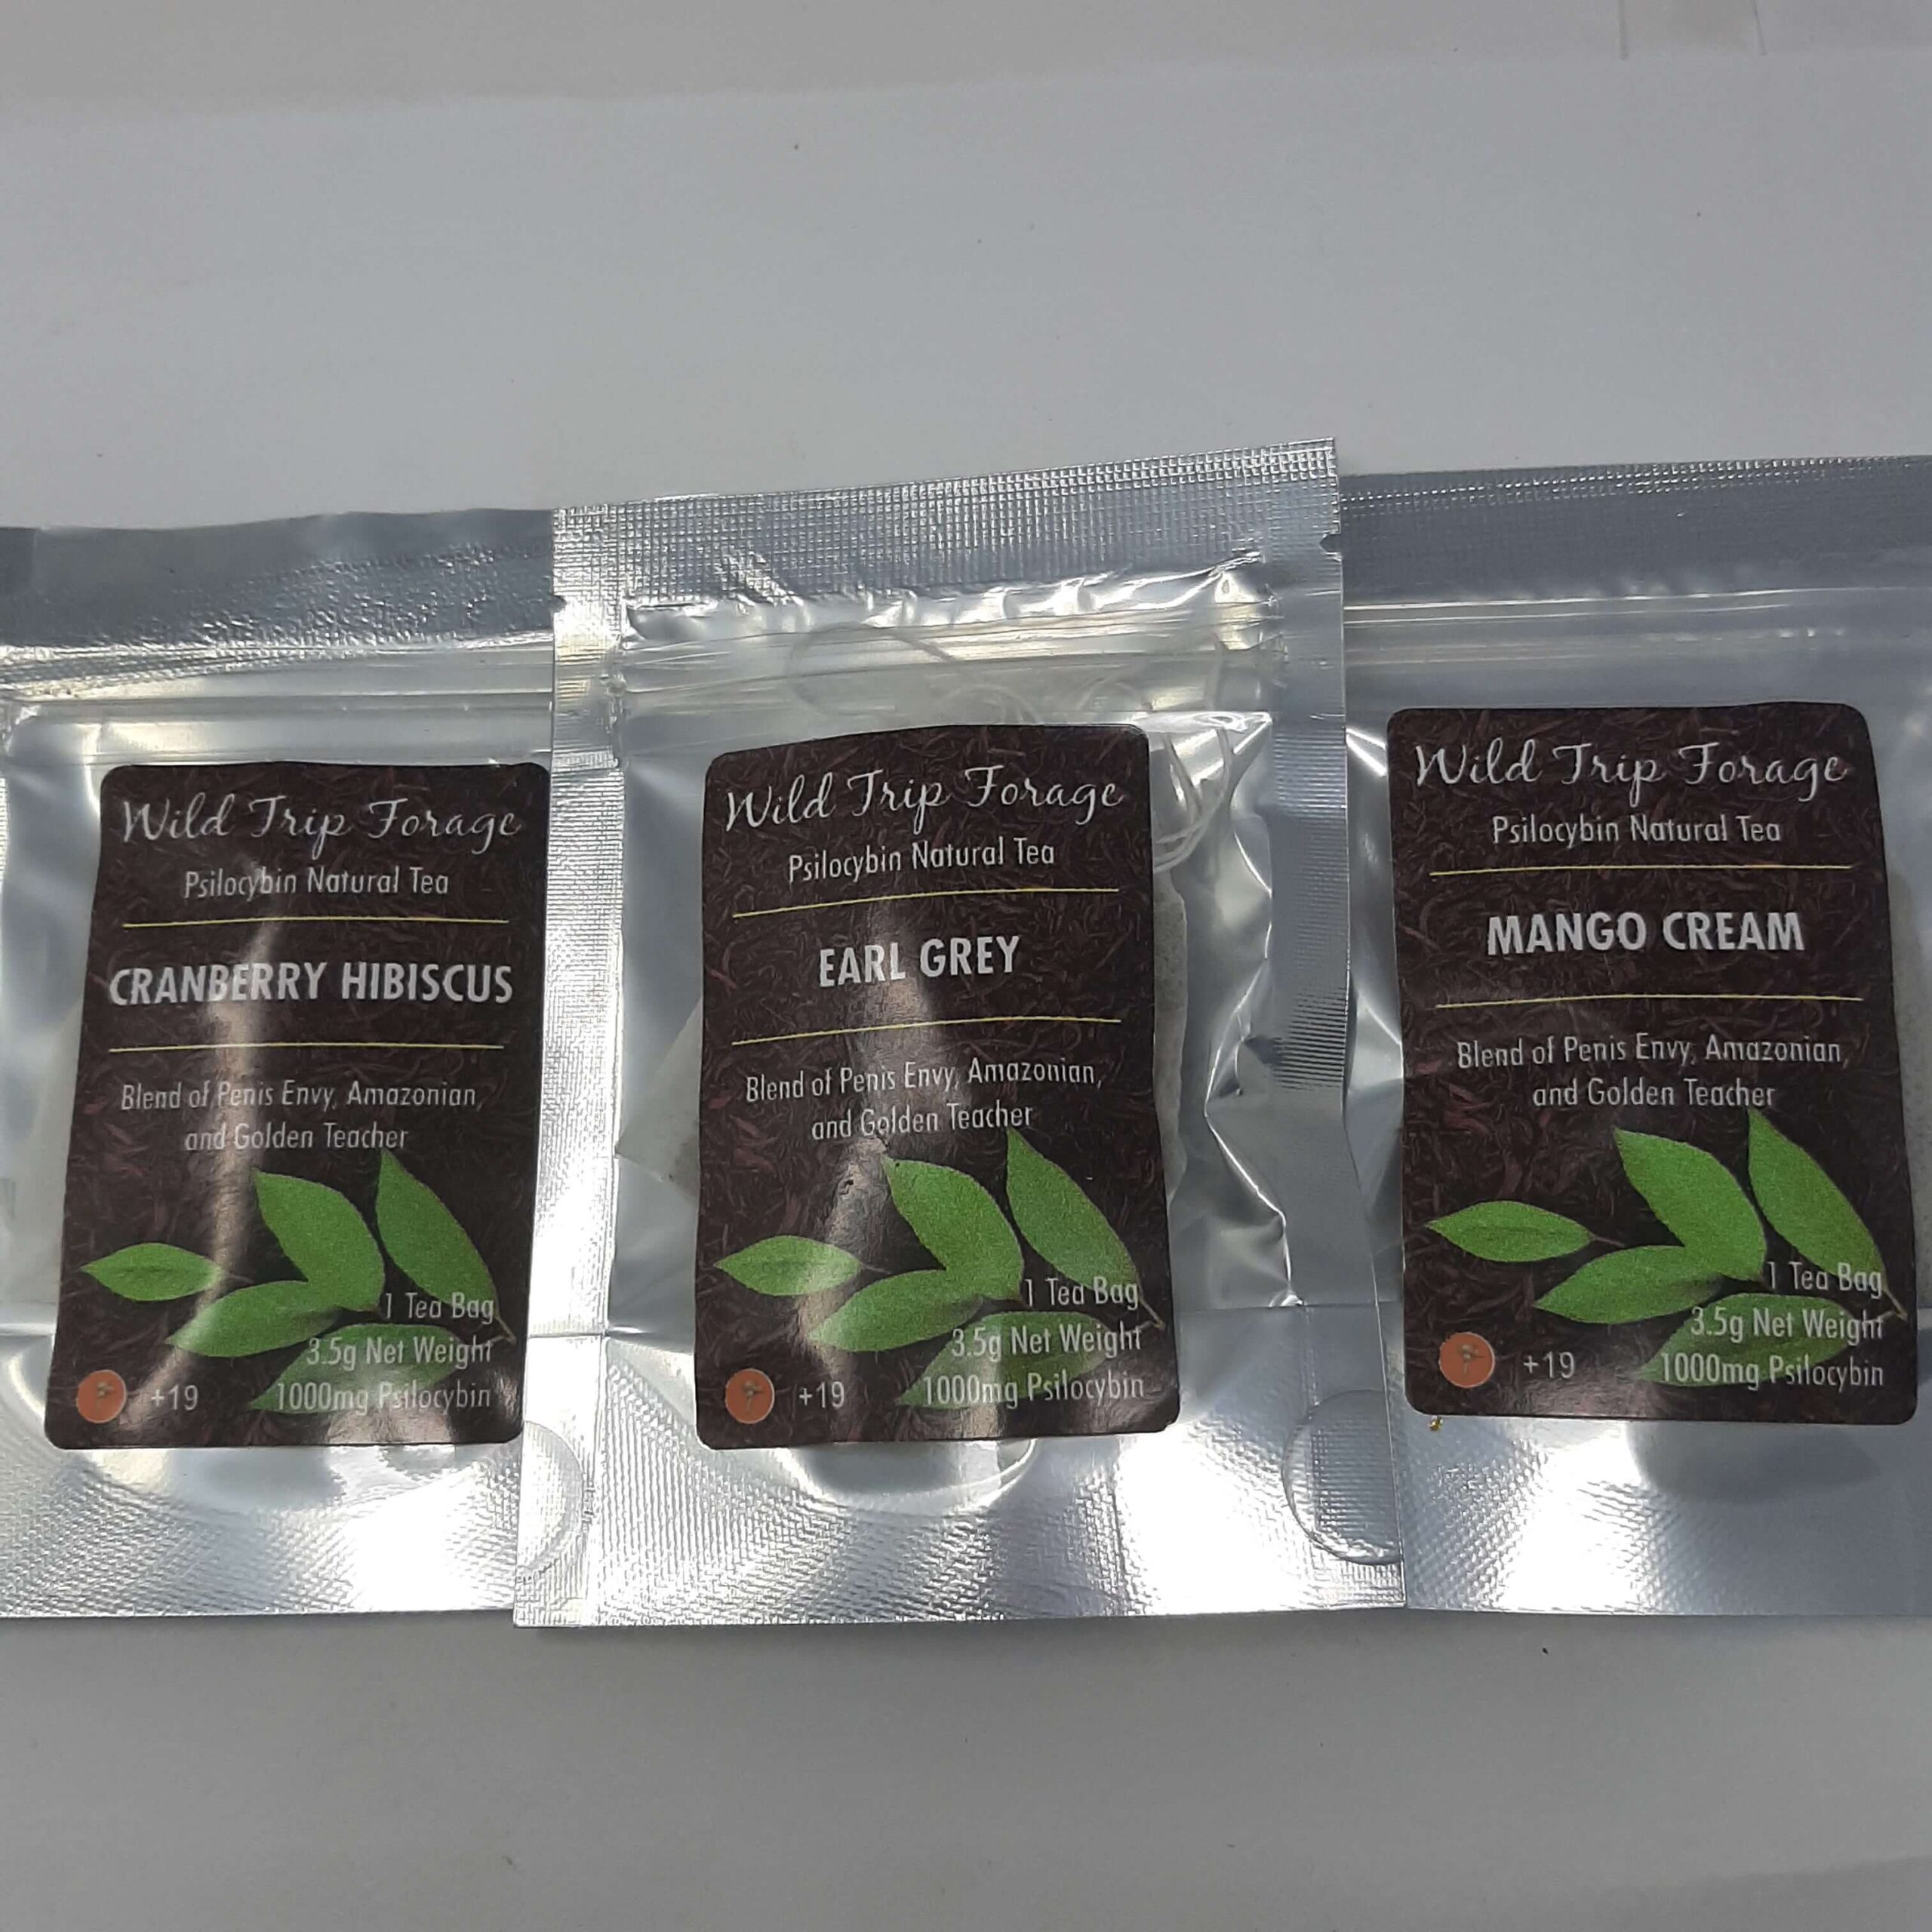 Wild Trip Forage
Psilocybin Natural Tea
CRANBERRY HIBISCUS
Blend of Penis Envy, Amazonian,
and Golden Teacher
1 Tea Bag
3.5g Net Weight
+19 1000mg Psilocybin
Wild Trip Forage
Psilocybin Natural Tea
EARL GREY
Blend of Penis Envy, Amazonian,
and Golden Teacher
1 Tea Bag
3.5g Net Weight
+19 1000mg Psilocybin
Wild Trip Forage
Psilocybin Natural Tea
MANGO CREAM
Blend of Penis Envy, Amazonian,
and Golden Teacher
1 Tea Bag
3.5g Net Weight
+19 1000mg Psilocybin